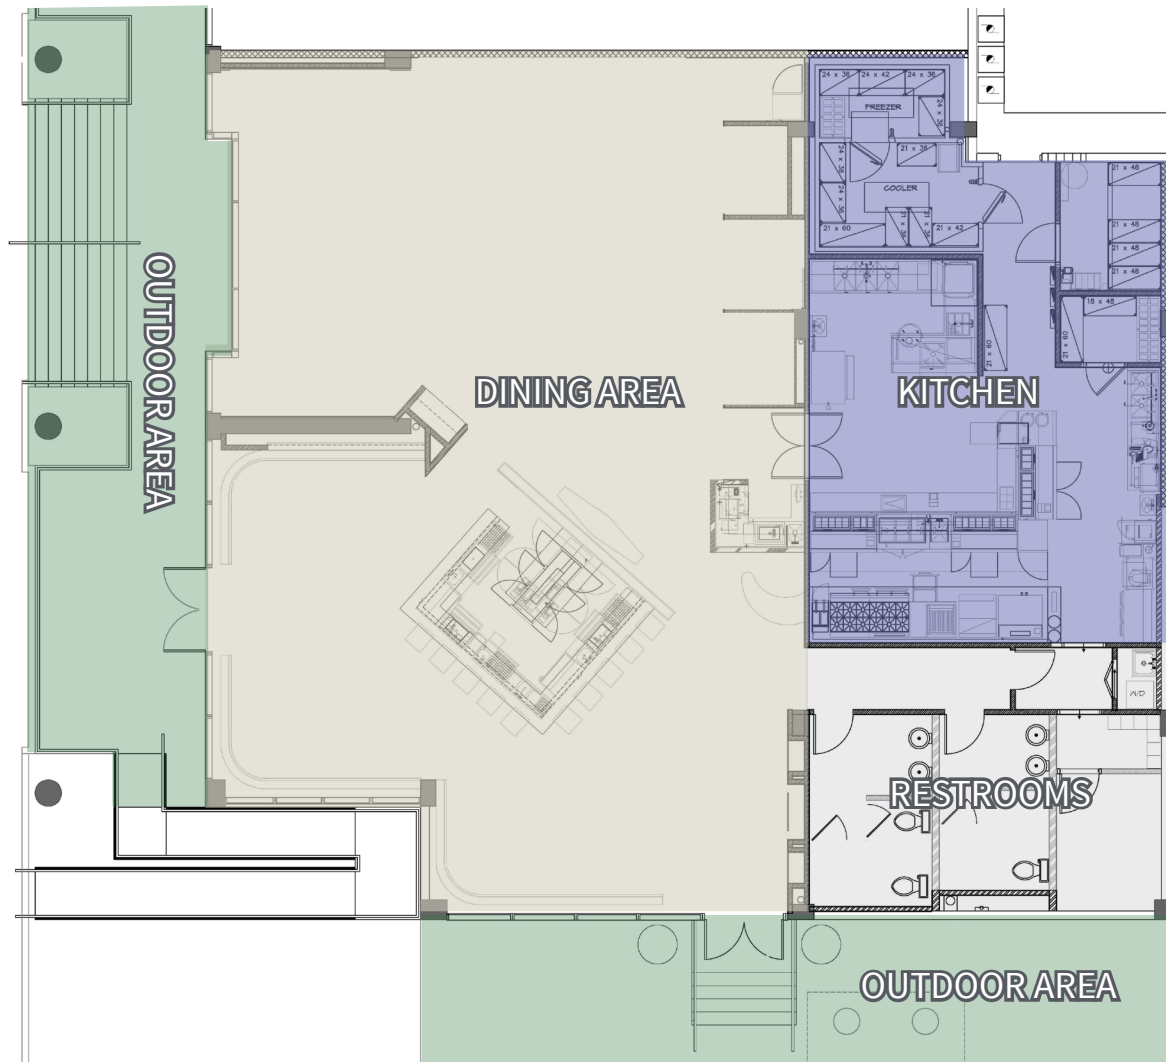 24 x 36
24 x 42
24 x 36
FREEZER
24 x 36
24 x 36
21 x 36
24 x 36
COOLER
21 x 36
21 x 36
21 x 60
21 x 42
21 x 48
21 x 48
21 x 48
21 x 48
18 x 48
21 x 60
21 x 60
OUTDOOR AREA
DINING AREA
KITCHEN
D/W
RESTROOMS
OUTDOOR AREA